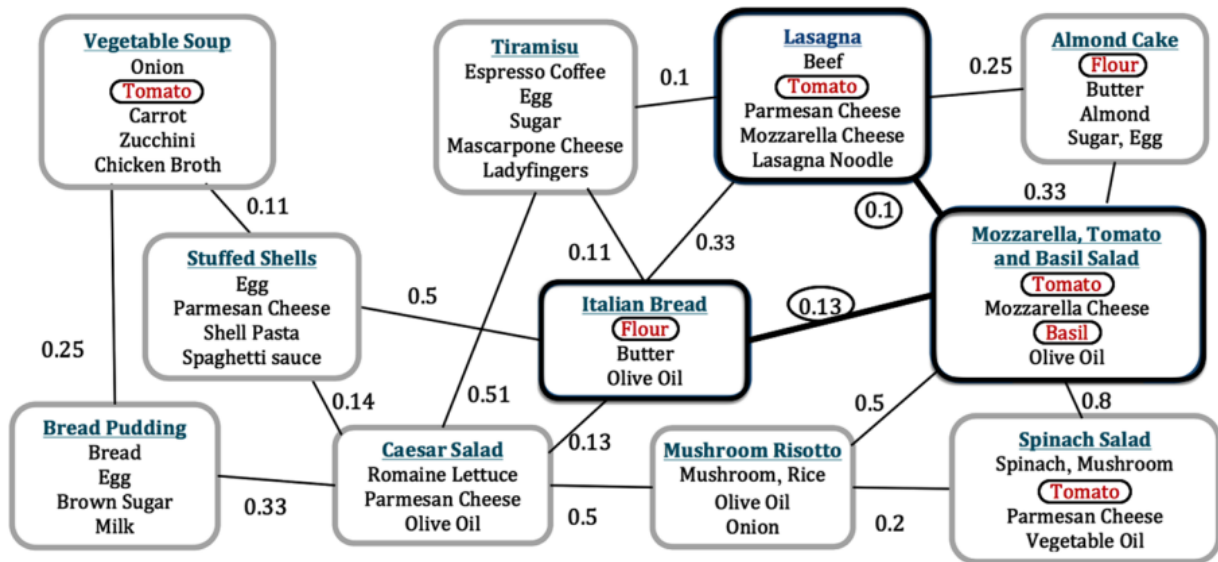 Vegetable Soup
Onion
Tomato
Carrot
Zucchini
Chicken Broth
Tiramisu
Espresso Coffee
Egg
Sugar
Mascarpone Cheese
Ladyfingers
0.1
Lasagna
Beef
Tomato
Parmesan Cheese
Mozzarella Cheese
Lasagna Noodle
0.25
Almond Cake
Flour
Butter
Almond
Sugar, Egg
0.11
0.11
0.33
0.1
0.33
Stuffed Shells
Egg
Parmesan Cheese
Shell Pasta
Spaghetti sauce
0.5
Italian Bread
Flour
Butter
Olive Oil
0.13
Mozzarella, Tomato
and Basil Salad
Tomato
Mozzarella Cheese
Basil
Olive Oil
0.25
0.14
0.51
0.13
0.5
0.8
Bread Pudding
Bread
Egg
Brown Sugar
Milk
0.33
Caesar Salad
Romaine Lettuce
Parmesan Cheese
Olive Oil
0.5
Mushroom Risotto
Mushroom, Rice
Olive Oil
Onion
0.2
Spinach Salad
Spinach, Mushroom
Tomato
Parmesan Cheese
Vegetable Oil